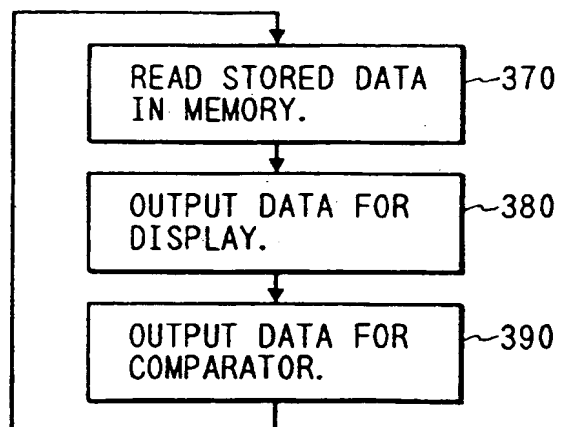 READ STORED DATA
IN MEMORY.
370
OUTPUT DATA FOR
DISPLAY.
380
OUTPUT DATA FOR
COMPARATOR.
390